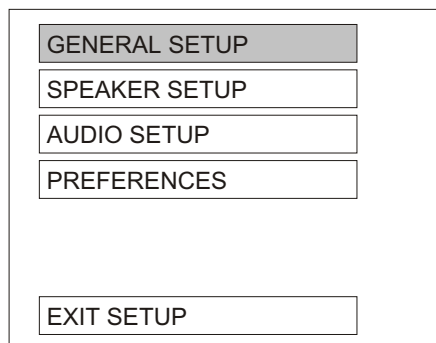 GENERAL SETUP
SPEAKER SETUP
AUDIO SETUP
PREFERENCES
EXIT SETUP